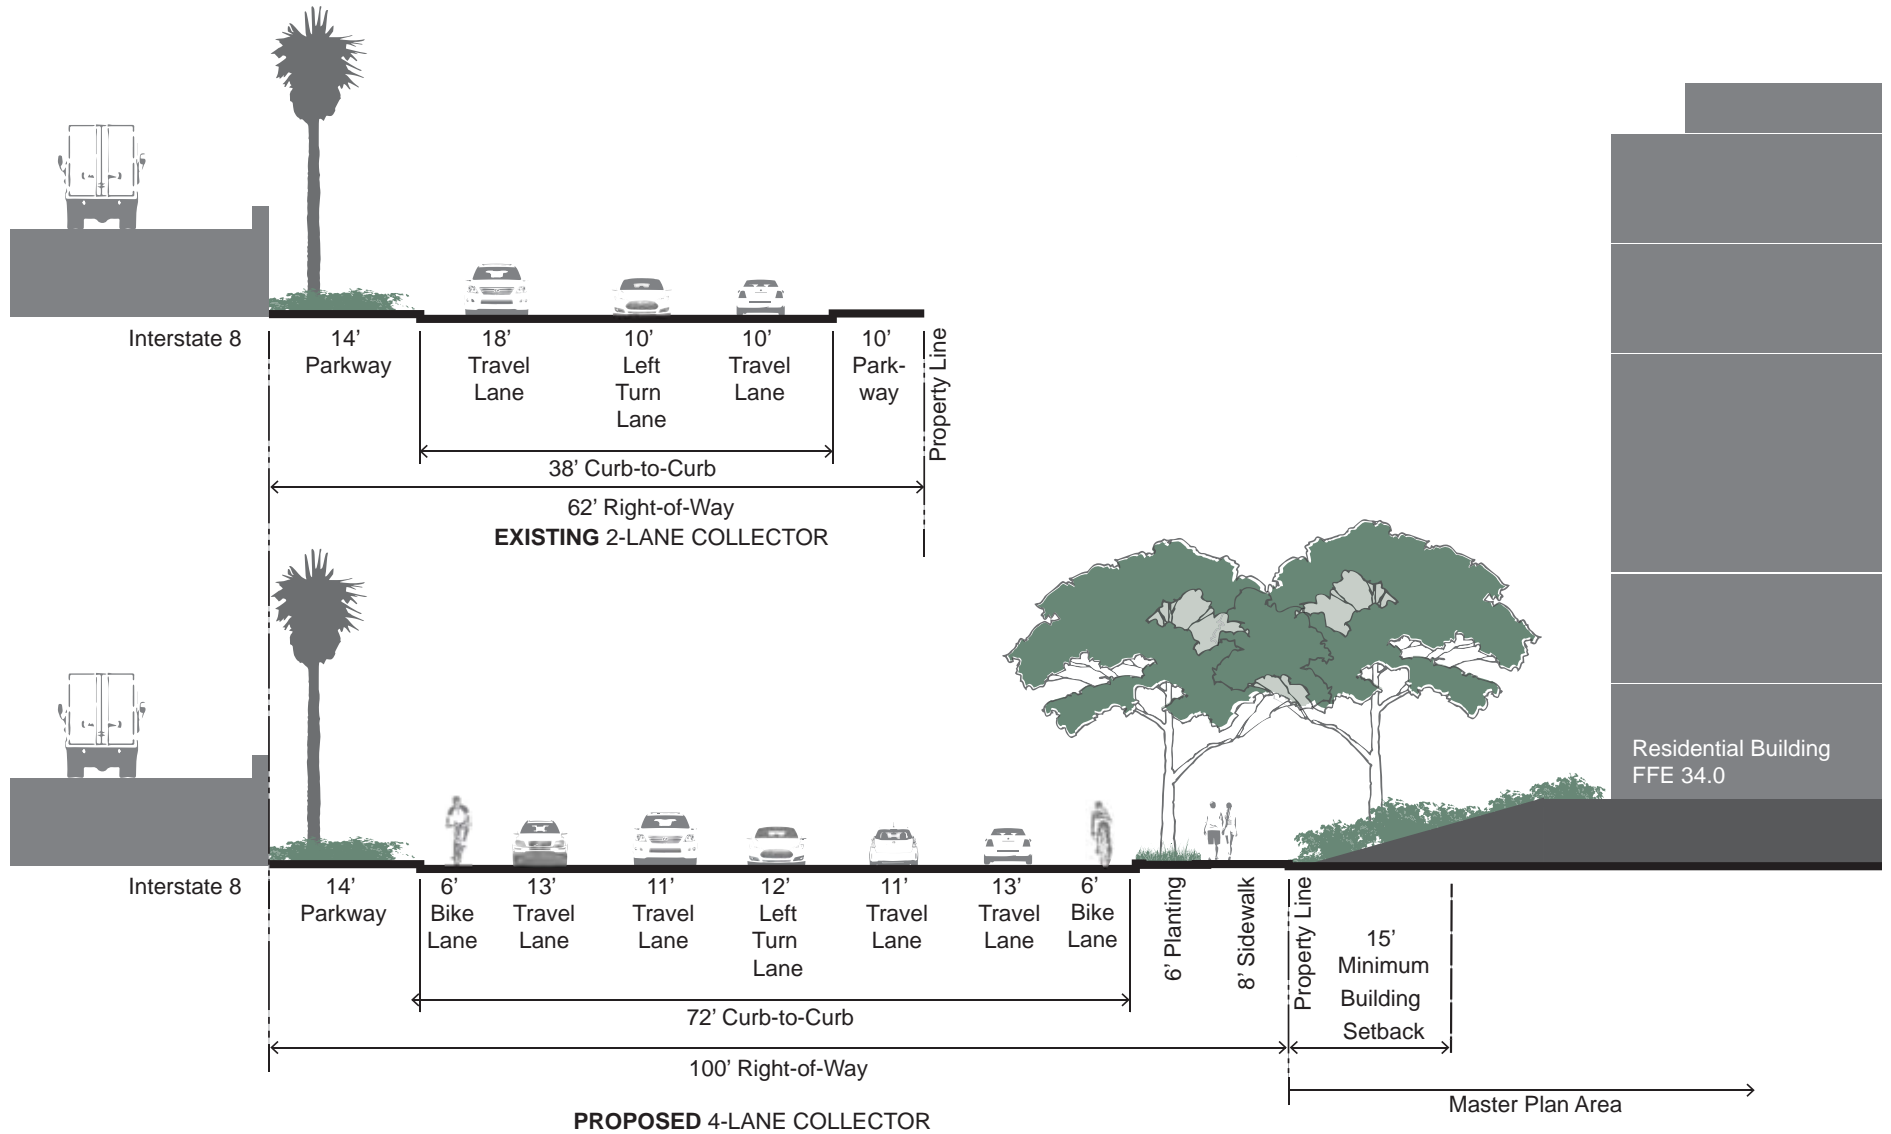 Interstate 8
14’
Parkway
18’
Travel
Lane
10’
Left
Turn
Lane
10’
Travel
Lane
10’
Park-
way
Property Line
38’ Curb-to-Curb
62’ Right-of-Way
EXISTING 2-LANE COLLECTOR
Residential Building
FFE 34.0
Interstate 8
14’
Parkway
6’
Bike
Lane
13’
Travel
Lane
11’
Travel
Lane
12’
Left
Turn
Lane
11’
Travel
Lane
13’
Travel
Lane
6’
Bike
Lane
6’ Planting
8’ Sidewalk
Property Line
15’
Minimum
Building
Setback
72’ Curb-to-Curb
100’ Right-of-Way
Master Plan Area
PROPOSED 4-LANE COLLECTOR